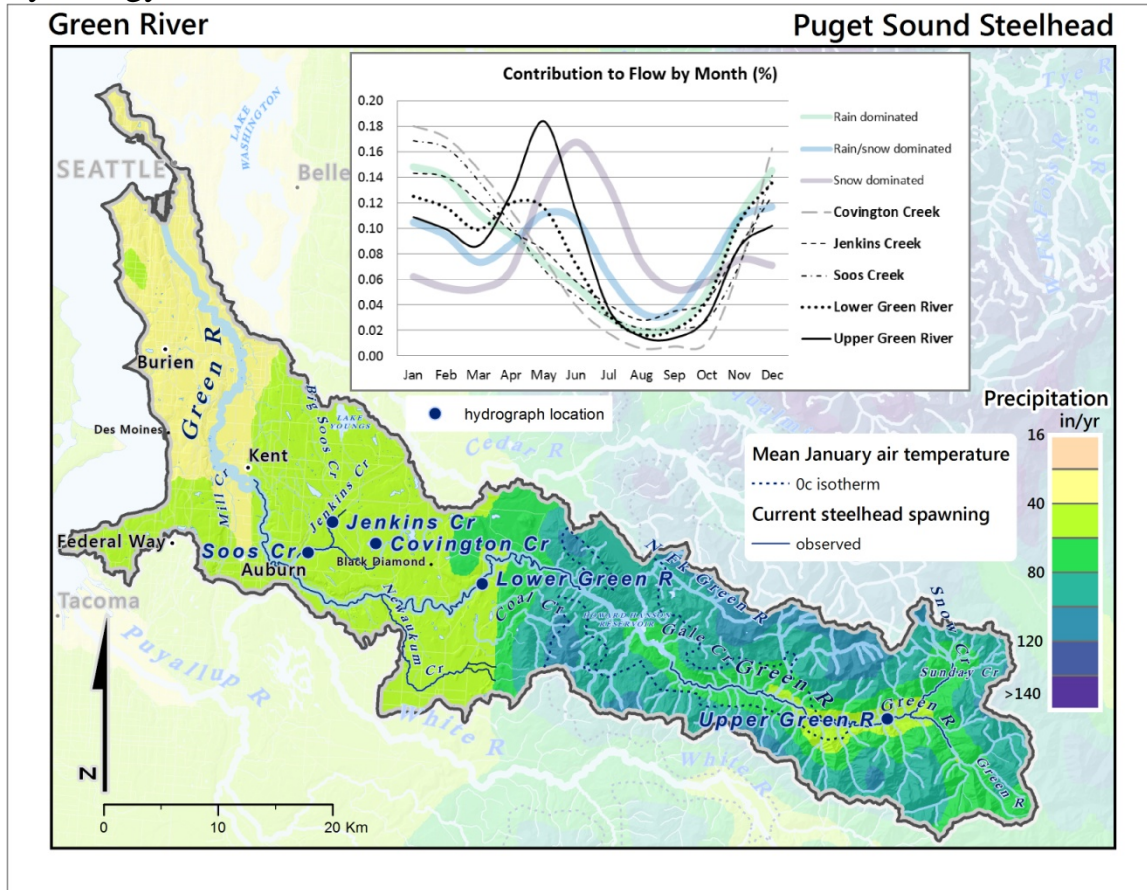 Green River
Puget Sound Steelhead
Contribution to Flow by Month (%)
0.20
0.18
0.16
0.14
0.12
0.10
0.08
0.06
0.04
0.02
0.00
Jan Feb Mar Apr May Jun Jul Aug Sep Oct Nov Dec
Rain dominated
Rain/snow dominated
Snow dominated
Covington Creek
Jenkins Creek
Soos Creek
Lower Green River
Upper Green River
hydrograph location
Precipitation
in/yr
16
40
80
120
>140
Mean January air temperature
0c isotherm
Current steelhead spawning
observed
SEATTLE
LAKE
WASHINGTON
Belle
Tye R
Foss R
Green R
Burien
Des Moines
Kent
Big Soos Cr
LAKE
YOUNGS
Cedar R
Mill Cr
Jenkins Cr
Jenkins Cr
Federal Way
Soos Cr
Covington Cr
Auburn
Black Diamond
Lower Green R
Tacoma
Newaukum
Cr
Coal Cr
N Fk Green R
HOWARD HANSON
RESERVOIR
Gale Cr
Green R
Snow Cr
Sunday Cr
Puyallup R
White R
Upper Green R
Green R
White R
Green R
N
0 10 20 Km